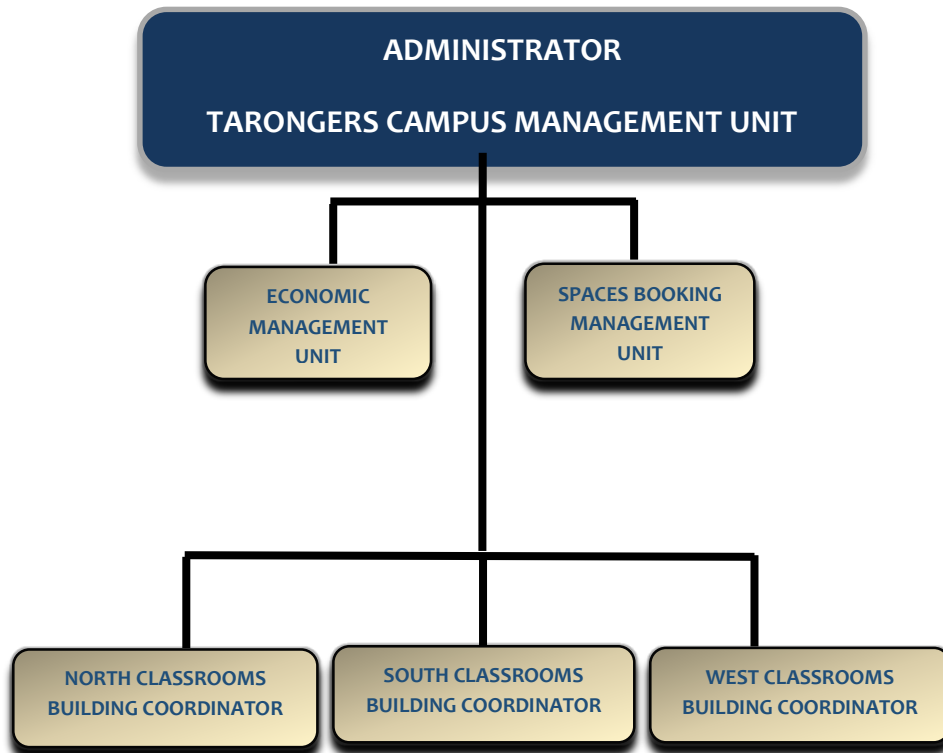 ADMINISTRATOR
TARONGERS CAMPUS MANAGEMENT UNIT
ECONOMIC
MANAGEMENT
UNIT
SPACES BOOKING
MANAGEMENT
UNIT
NORTH CLASSROOMS
BUILDING COORDINATOR
SOUTH CLASSROOMS
BUILDING COORDINATOR
WEST CLASSROOMS
BUILDING COORDINATOR